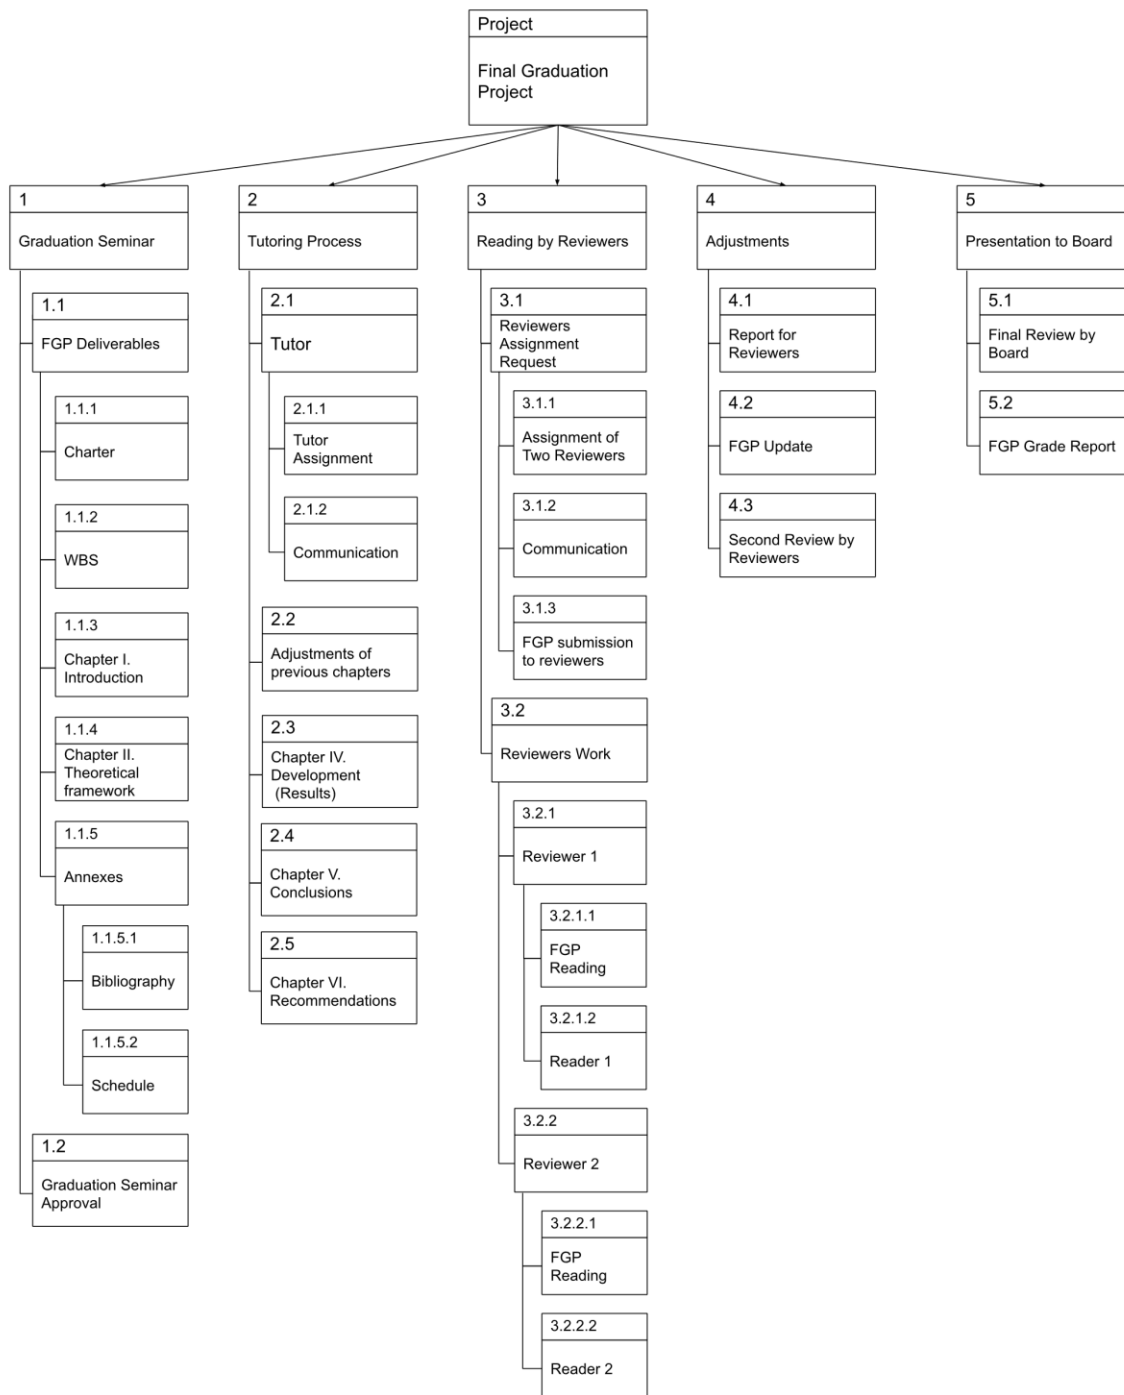 Project
Final Graduation
Project
1
Graduation Seminar
1.1
FGP Deliverables
1.1.1
Charter
1.1.2
WBS
1.1.3
Chapter I.
Introduction
1.1.4
Chapter II.
Theoretical
framework
1.1.5
Annexes
1.1.5.1
Bibliography
1.1.5.2
Schedule
1.2
Graduation Seminar
Approval
2
Tutoring Process
2.1
Tutor
2.1.1
Tutor
Assignment
2.1.2
Communication
2.2
Adjustments of
previous chapters
2.3
Chapter IV.
Development
(Results)
2.4
Chapter V.
Conclusions
2.5
Chapter VI.
Recommendations
3
Reading by Reviewers
3.1
Reviewers
Assignment
Request
3.1.1
Assignment of
Two Reviewers
3.1.2
Communication
3.1.3
FGP submission
to reviewers
3.2
Reviewers Work
3.2.1
Reviewer 1
3.2.1.1
FGP
Reading
3.2.1.2
Reader 1
3.2.2
Reviewer 2
3.2.2.1
FGP
Reading
3.2.2.2
Reader 2
4
Adjustments
4.1
Report for
Reviewers
4.2
FGP Update
4.3
Second Review by
Reviewers
5
Presentation to Board
5.1
Final Review by
Board
5.2
FGP Grade Report